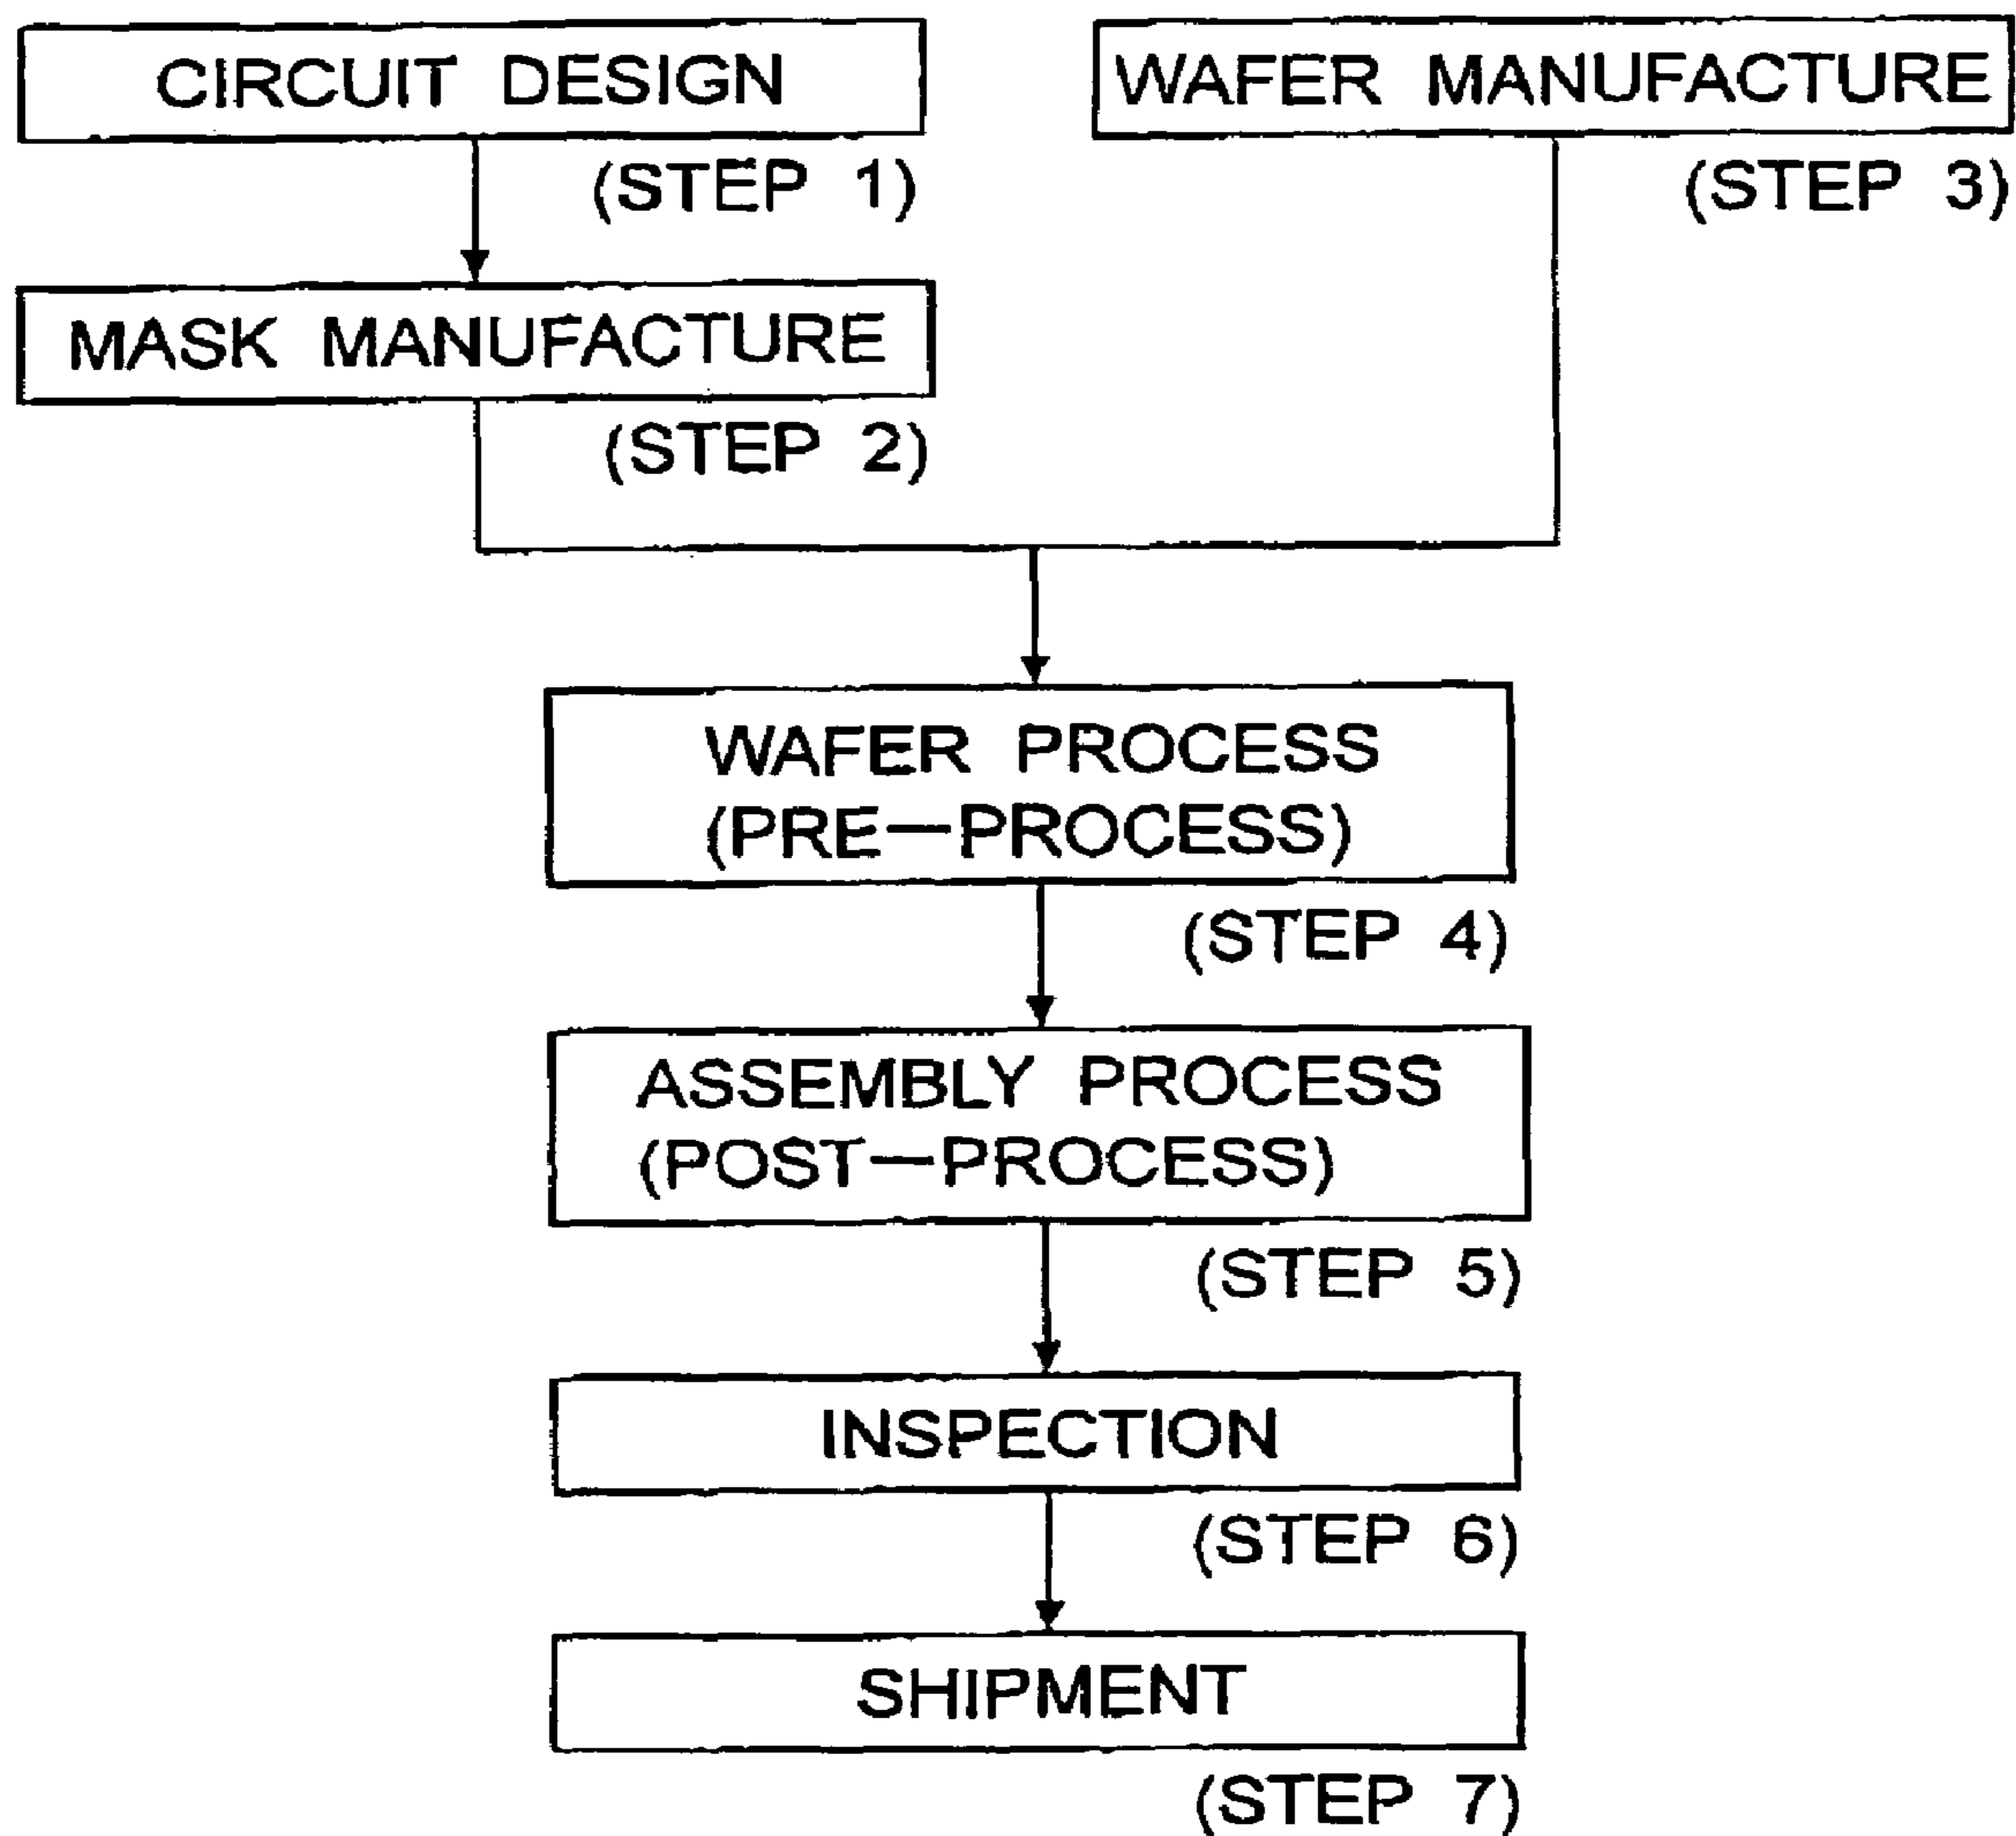 CIRCUIT DESIGN
(STEP 1)
WAFER MANUFACTURE
(STEP 3)
MASK MANUFACTURE
(STEP 2)
WAFER PROCESS
(PRE—PROCESS)
(STEP 4)
ASSEMBLY PROCESS
(POST—PROCESS)
(STEP 5)
INSPECTION
(STEP 6)
SHIPMENT
(STEP 7)